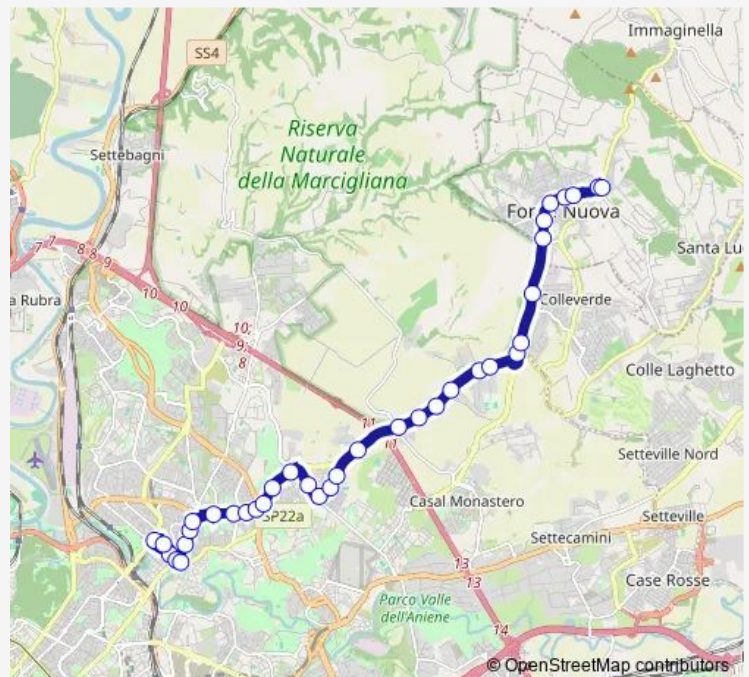 Immaginella
SS4
Riserva
Naturale
della Marcigliana
Settebagni
Nuova
Santa Lu
7
7
8
8
9
a Rubra
10
10
10;
9;
8
Colleverde
Colle Laghetto
11
11
Setteville Nord
Casal Monastero
Setteville
SP22a
Settecamini
13
13
Case Rosse
Parco Valle
dell'Aniene
14
© OpenStreetMap contributors